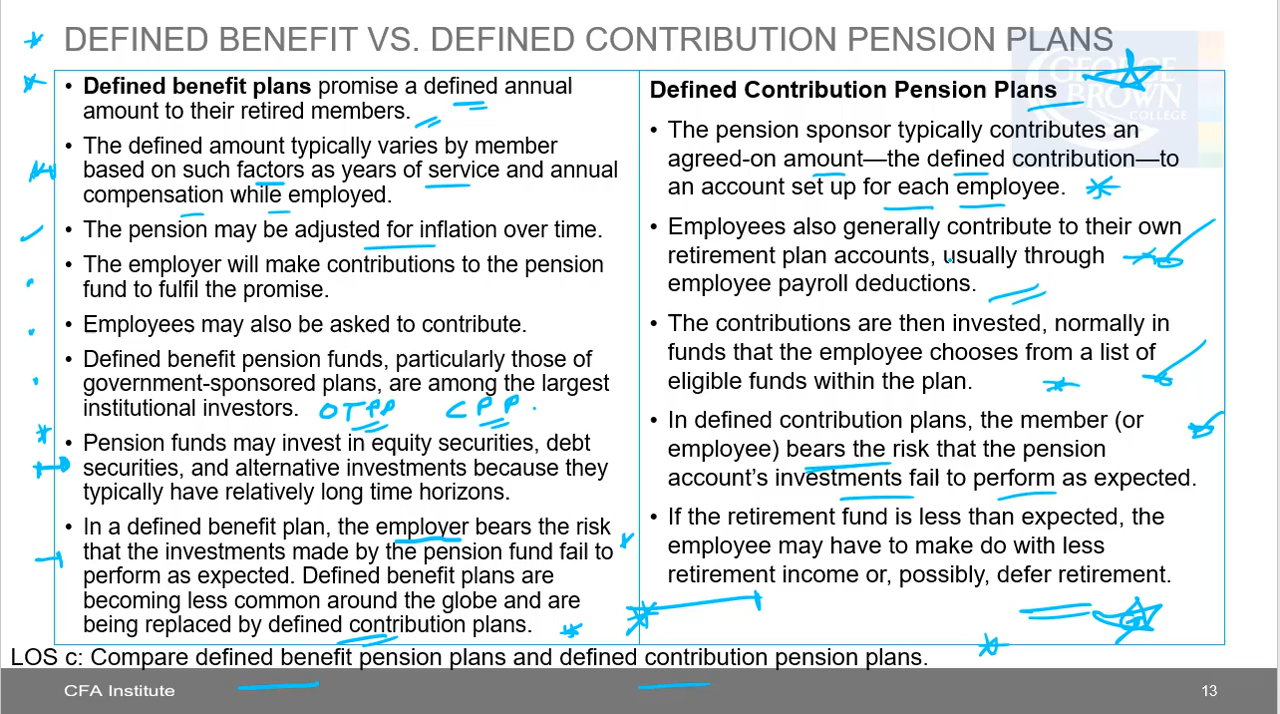 DEFINED BENEFIT VS. DEFINED CONTRIBUTION PENSION PLANS
• Defined benefit plans promise a defined annual
amount to their retired members.
• The defined amount typically varies by member
based on such factors as years of service and annual
compensation while employed.
• The pension may be adjusted for inflation over time.
• The employer will make contributions to the pension
fund to fulfil the promise.
• Employees may also be asked to contribute.
• Defined benefit pension funds, particularly those of
government-sponsored plans, are among the largest
institutional investors. OTPP CPP.
• Pension funds may invest in equity securities, debt
securities, and alternative investments because they
typically have relatively long time horizons.
• In a defined benefit plan, the employer bears the risk
that the investments made by the pension fund fail to
perform as expected. Defined benefit plans are
becoming less common around the globe and are
being replaced by defined contribution plans.
GEORGE
BROWN
COLLEGE
Defined Contribution Pension Plans
• The pension sponsor typically contributes an
agreed-on amount—the defined contribution—to
an account set up for each employee.
• Employees also generally contribute to their own
retirement plan accounts, usually through
employee payroll deductions.
• The contributions are then invested, normally in
funds that the employee chooses from a list of
eligible funds within the plan.
• In defined contribution plans, the member (or
employee) bears the risk that the pension
account's investments fail to perform as expected.
• If the retirement fund is less than expected, the
employee may have to make do with less
retirement income or, possibly, defer retirement.
LOS c: Compare defined benefit pension plans and defined contribution pension plans.
CFA Institute
13